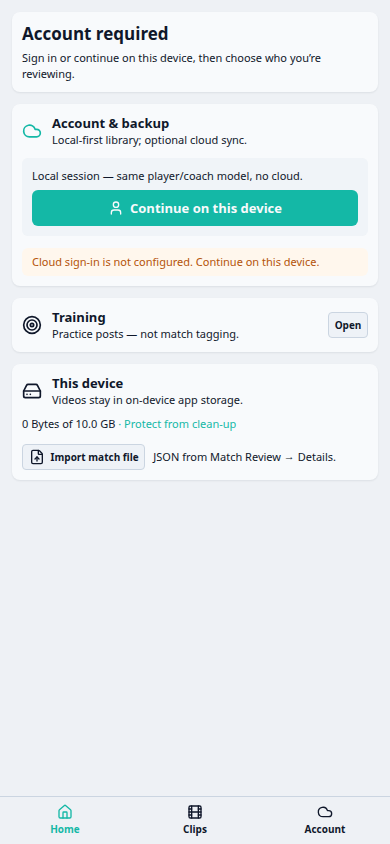 Account required
Sign in or continue on this device, then choose who you're
reviewing.
Account & backup
Local-first library; optional cloud sync.
Local session — same player/coach model, no cloud.
Continue on this device
Cloud sign-in is not configured. Continue on this device.
Training
Practice posts — not match tagging.
Open
This device
Videos stay in on-device app storage.
0 Bytes of 10.0 GB · Protect from clean-up
Import match file JSON from Match Review → Details.
Home Clips Account